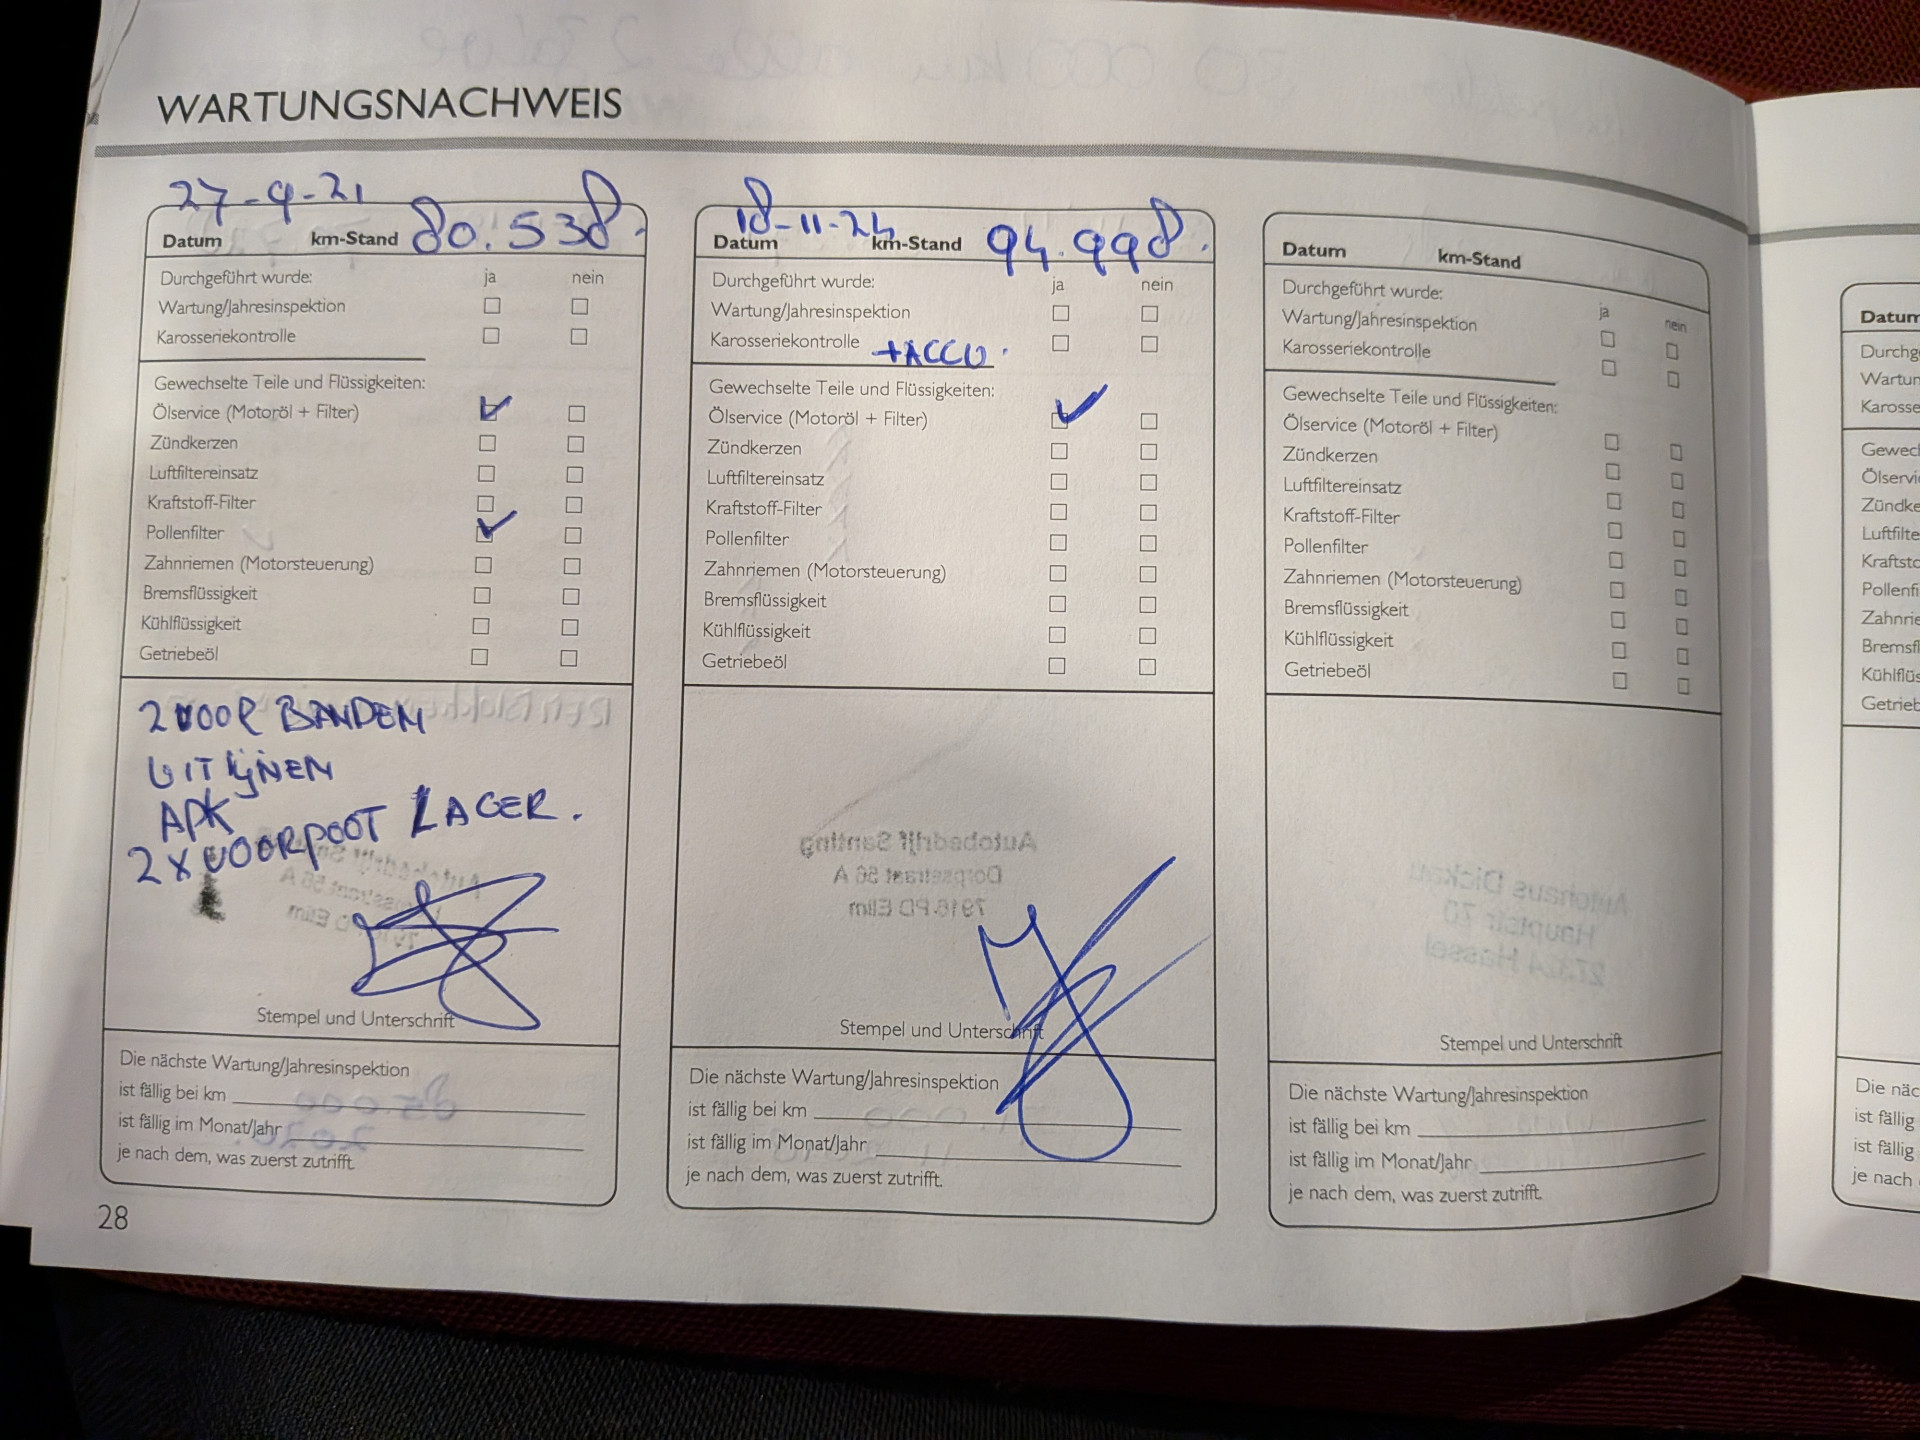 WARTUNGSNACHWEIS
27-9-21
Datum km-Stand 80.538.
Durchgeführt wurde: ja nein
Wartung/Jahresinspektion
Karosseriekontrolle
Gewechselte Teile und Flüssigkeiten:
Ölservice (Motoröl + Filter)
Zündkerzen
Luftfiltereinsatz
Kraftstoff-Filter
Pollenfilter
Zahnriemen (Motorsteuerung)
Bremsflüssigkeit
Kühlflüssigkeit
Getriebeöl
2 VOOR BANDEN
UITLIJNEN
APK
2 x VOORPOOT LAGER.
Stempel und Unterschrift
Die nächste Wartung/Jahresinspektion
ist fällig bei km
ist fällig im Monat/Jahr
je nach dem, was zuerst zutrifft.
28
18-11-24
Datum km-Stand 94.998.
Durchgeführt wurde: ja nein
Wartung/Jahresinspektion
Karosseriekontrolle +ACCU.
Gewechselte Teile und Flüssigkeiten:
Ölservice (Motoröl + Filter)
Zündkerzen
Luftfiltereinsatz
Kraftstoff-Filter
Pollenfilter
Zahnriemen (Motorsteuerung)
Bremsflüssigkeit
Kühlflüssigkeit
Getriebeöl
Stempel und Unterschrift
Die nächste Wartung/Jahresinspektion
ist fällig bei km
ist fällig im Monat/Jahr
je nach dem, was zuerst zutrifft.
Datum km-Stand
Durchgeführt wurde: ja nein
Wartung/Jahresinspektion
Karosseriekontrolle
Gewechselte Teile und Flüssigkeiten:
Ölservice (Motoröl + Filter)
Zündkerzen
Luftfiltereinsatz
Kraftstoff-Filter
Pollenfilter
Zahnriemen (Motorsteuerung)
Bremsflüssigkeit
Kühlflüssigkeit
Getriebeöl
Stempel und Unterschrift
Die nächste Wartung/Jahresinspektion
ist fällig bei km
ist fällig im Monat/Jahr
je nach dem, was zuerst zutrifft.
Datum
Die
ist fällig
ist fällig
je nach